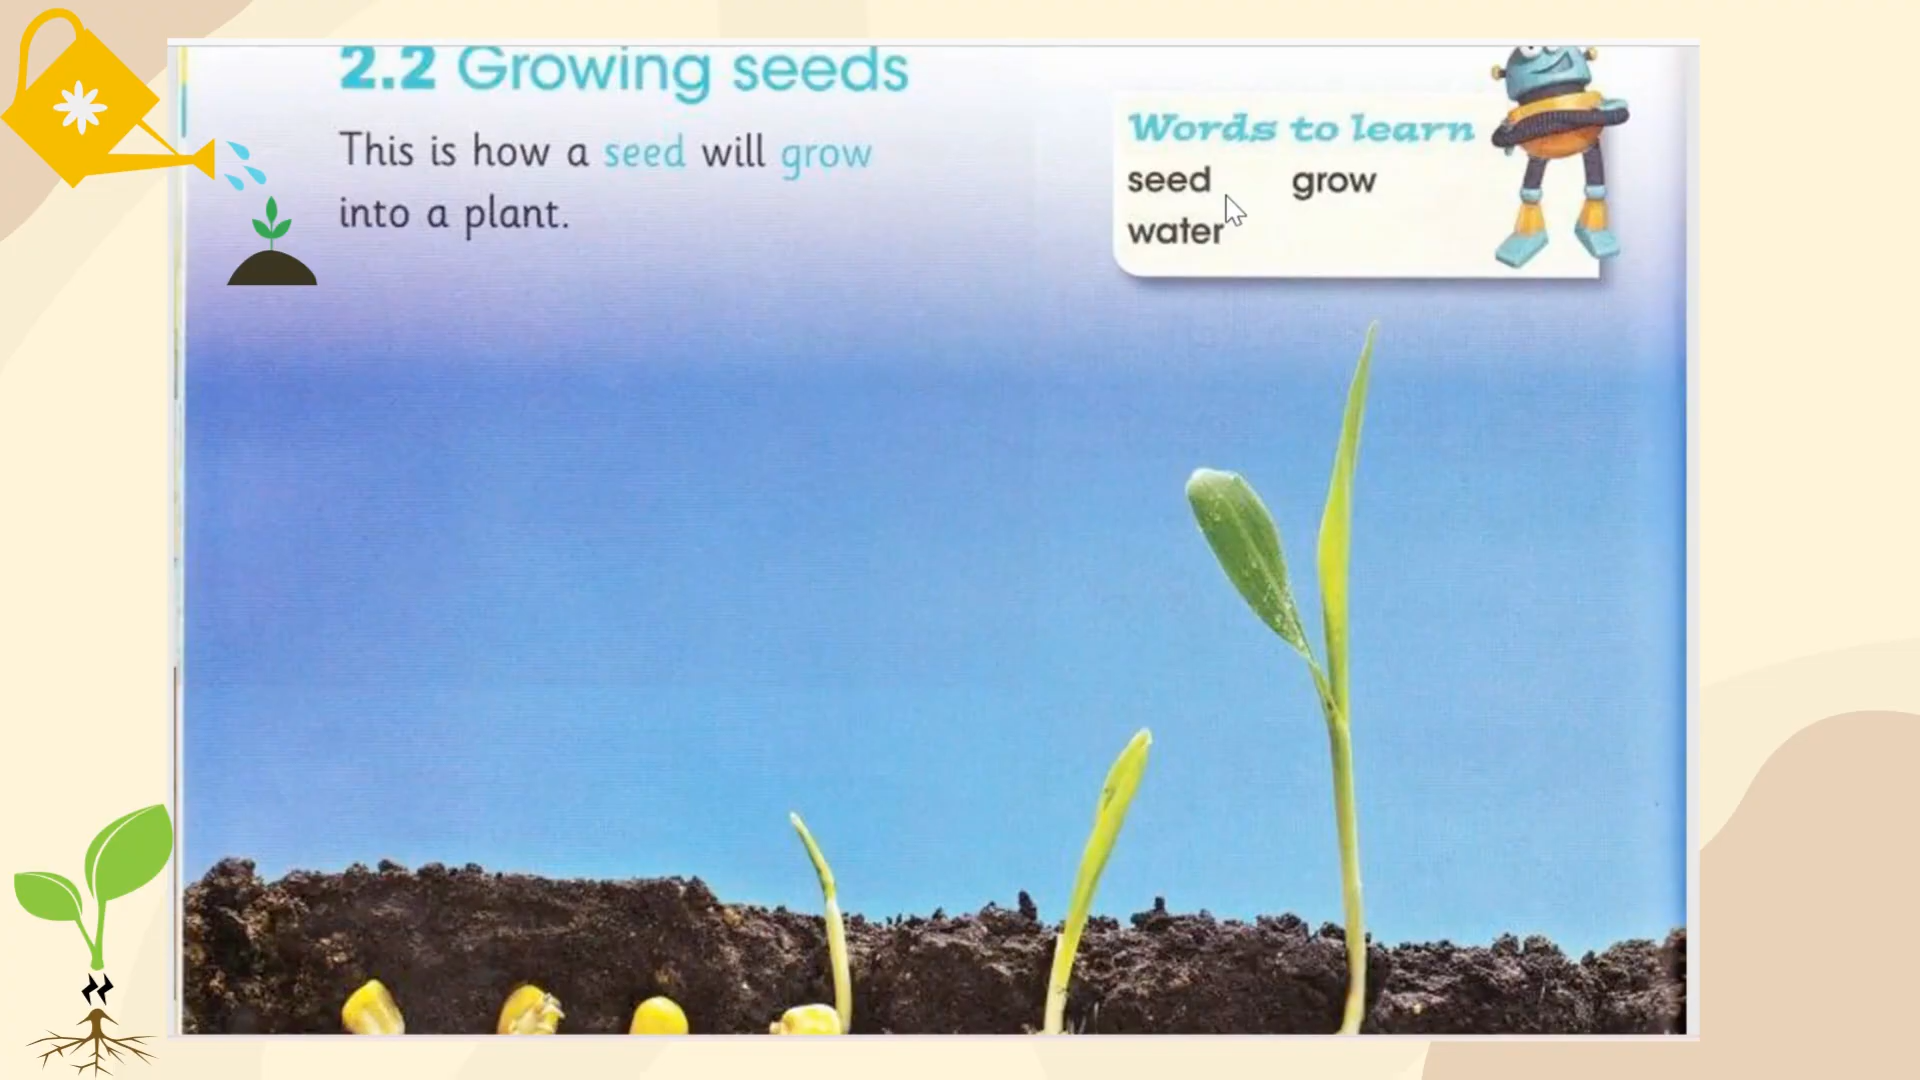 2.2 Growing seeds
This is how a seed will grow
into a plant.
Words to learn
seed grow
water